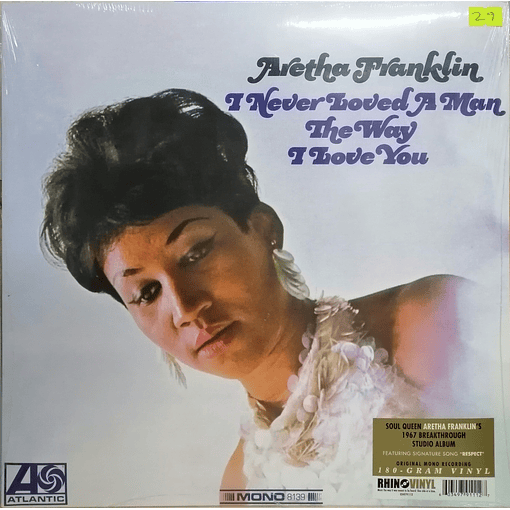 29
Aretha Franklin
I Never Loved A Man
The Way
I Love You
SOUL QUEEN ARETHA FRANKLIN'S
1967 BREAKTHROUGH
STUDIO ALBUM
FEATURING SIGNATURE SONG "RESPECT"
ORIGINAL MONO RECORDING
180-GRAM VINYL
RHINO VINYL
ATLANTIC
MONO 8139